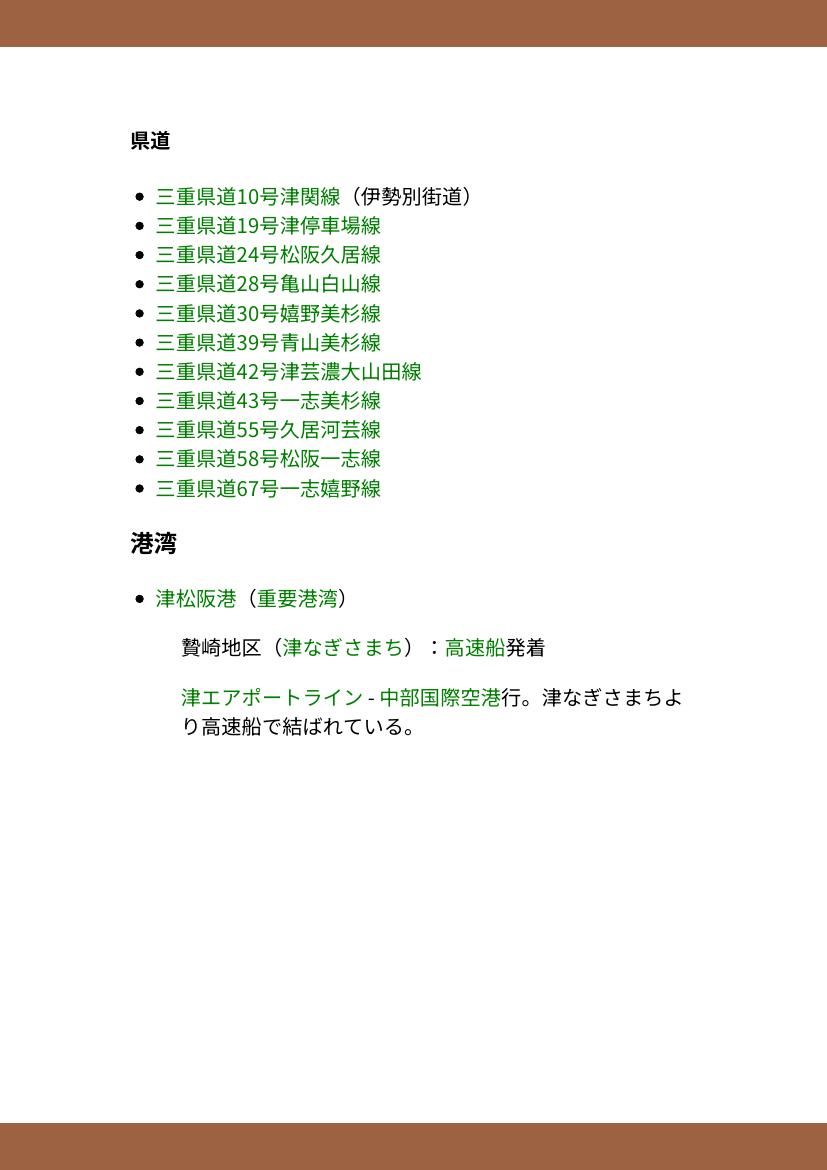 県道
三重県道10号津関線（伊勢別街道）
三重県道19号津停車場線
三重県道24号松阪久居線
三重県道28号亀山白山線
三重県道30号嬉野美杉線
三重県道39号青山美杉線
三重県道42号津芸濃大山田線
三重県道43号一志美杉線
三重県道55号久居河芸線
三重県道58号松阪一志線
三重県道67号一志嬉野線
港湾
津松阪港（重要港湾）
贄崎地区（津なぎさまち）：高速船発着
津エアポートライン - 中部国際空港行。津なぎさまちよ
り高速船で結ばれている。